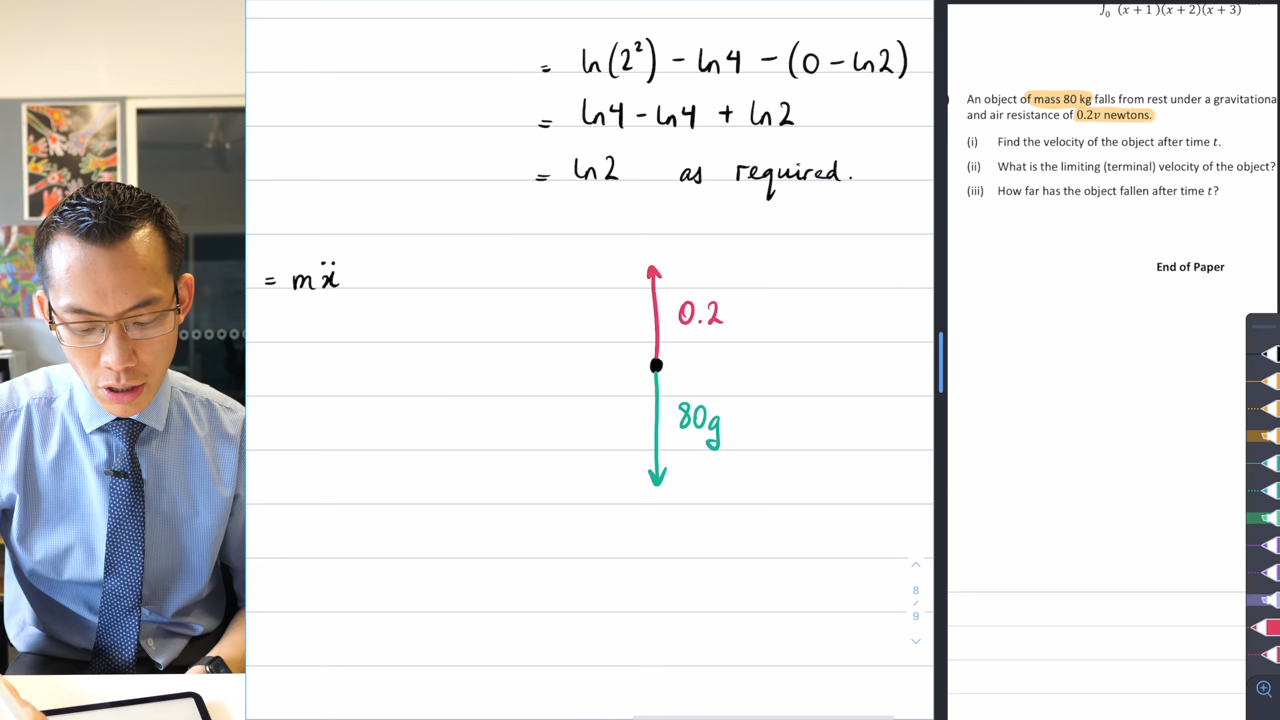 = ln(2²) - ln4 - (0 - ln2)
= ln4 - ln4 + ln2
= ln2 as required.
= mẍ
0.2
80g
8
/
9
∫₀ (x + 1)(x + 2)(x + 3)
An object of mass 80 kg falls from rest under a gravitationa
and air resistance of 0.2v newtons.
(i) Find the velocity of the object after time t.
(ii) What is the limiting (terminal) velocity of the object?
(iii) How far has the object fallen after time t?
End of Paper